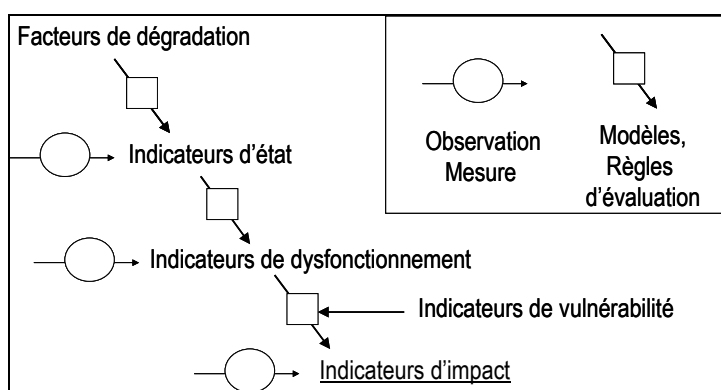 Facteurs de dégradation
Indicateurs d'état
Indicateurs de dysfonctionnement
Indicateurs de vulnérabilité
Indicateurs d'impact
Observation
Mesure
Modèles,
Règles
d'évaluation